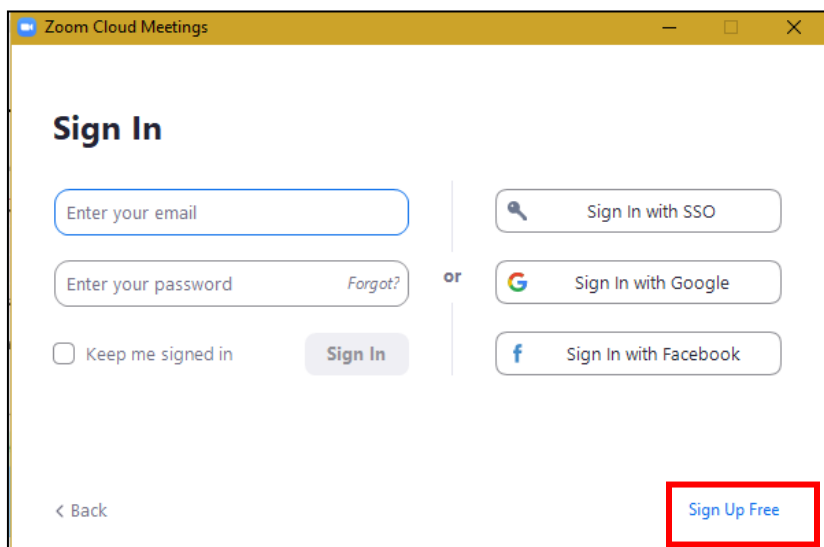 Zoom Cloud Meetings
Sign In
Enter your email
Enter your password Forgot?
Keep me signed in Sign In
or
Sign In with SSO
Sign In with Google
Sign In with Facebook
< Back
Sign Up Free